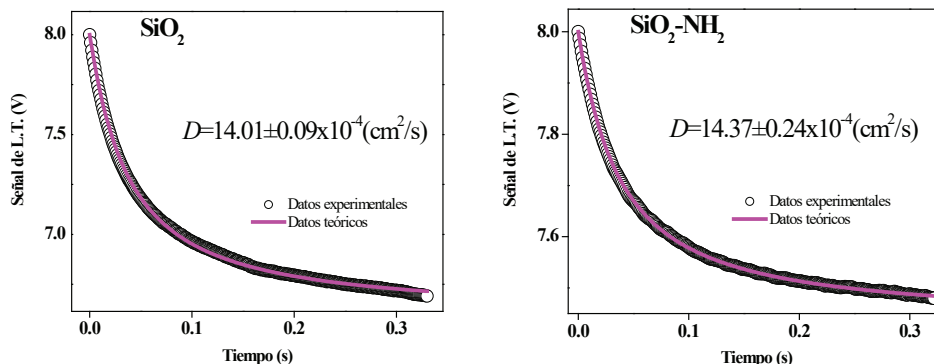 SiO2
8.0
7.5
7.0
Señal de L.T. (V)
D=14.01±0.09x10-4(cm2/s)
Datos experimentales
Datos teóricos
0.0 0.1 0.2 0.3
Tiempo (s)
SiO2-NH2
8.0
7.8
7.6
Señal de L.T. (V)
D=14.37±0.24x10-4(cm2/s)
Datos experimentales
Datos teóricos
0.0 0.1 0.2 0.3
Tiempo (s)